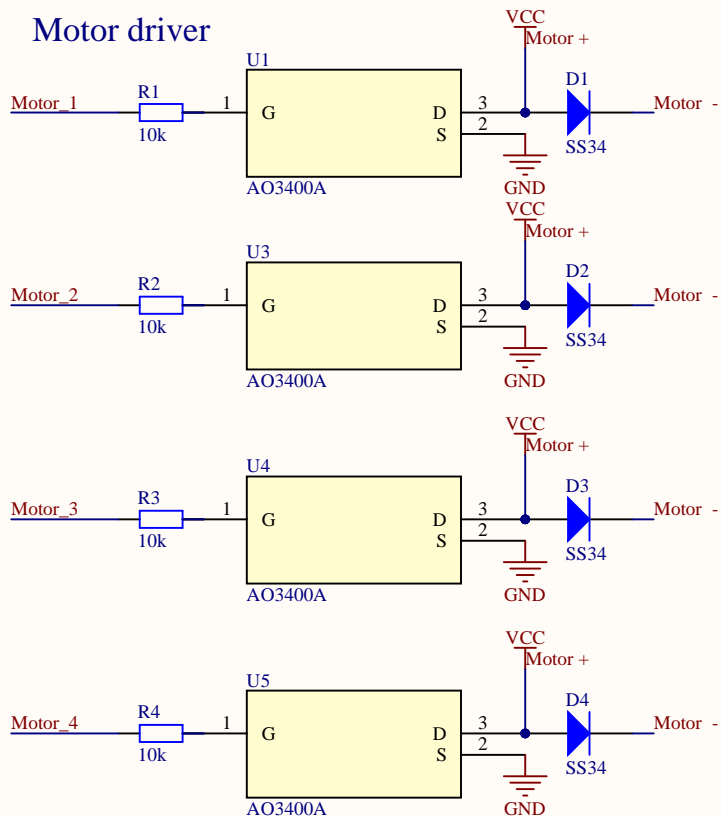 Motor driver
VCC
Motor +
U1
Motor_1
R1
10k
1
G
D
S
3
2
D1
SS34
Motor -
AO3400A
GND
VCC
Motor +
U3
Motor_2
R2
10k
1
G
D
S
3
2
D2
SS34
Motor -
AO3400A
GND
VCC
Motor +
U4
Motor_3
R3
10k
1
G
D
S
3
2
D3
SS34
Motor -
AO3400A
GND
VCC
Motor +
U5
Motor_4
R4
10k
1
G
D
S
3
2
D4
SS34
Motor -
AO3400A
GND